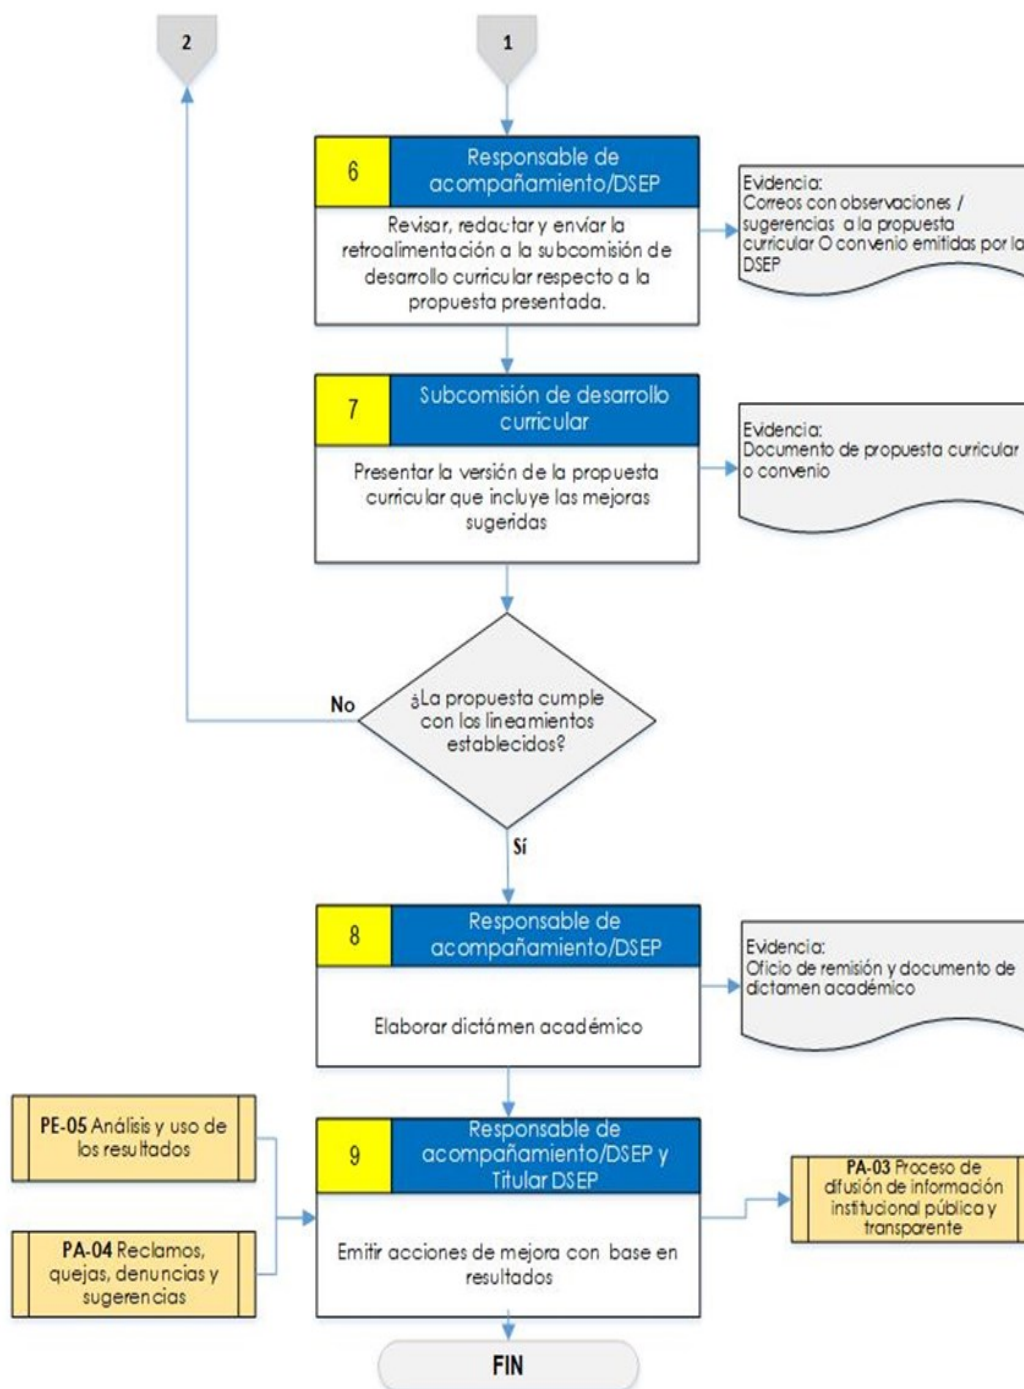 2
1
6
Responsable de
acompañamiento/DSEP
Revisar, redactar y envíar la
retroalimentación a la subcomisión de
desarrollo curricular respecto a la
propuesta presentada.
Evidencia:
Correos con observaciones /
sugerencias a la propuesta
curricular O convenio emitidas por la
DSEP
7
Subcomisión de desarrollo
curricular
Presentar la versión de la propuesta
curricular que incluye las mejoras
sugeridas
Evidencia:
Documento de propuesta curricular
o convenio
No
¿La propuesta cumple
con los lineamientos
establecidos?
Sí
8
Responsable de
acompañamiento/DSEP
Elaborar dictámen académico
Evidencia:
Oficio de remisión y documento de
dictamen académico
PE-05 Análisis y uso de
los resultados
PA-04 Reclamos,
quejas, denuncias y
sugerencias
9
Responsable de
acompañamiento/DSEP y
Titular DSEP
Emitir acciones de mejora con base en
resultados
PA-03 Proceso de
difusión de información
institucional pública y
transparente
FIN